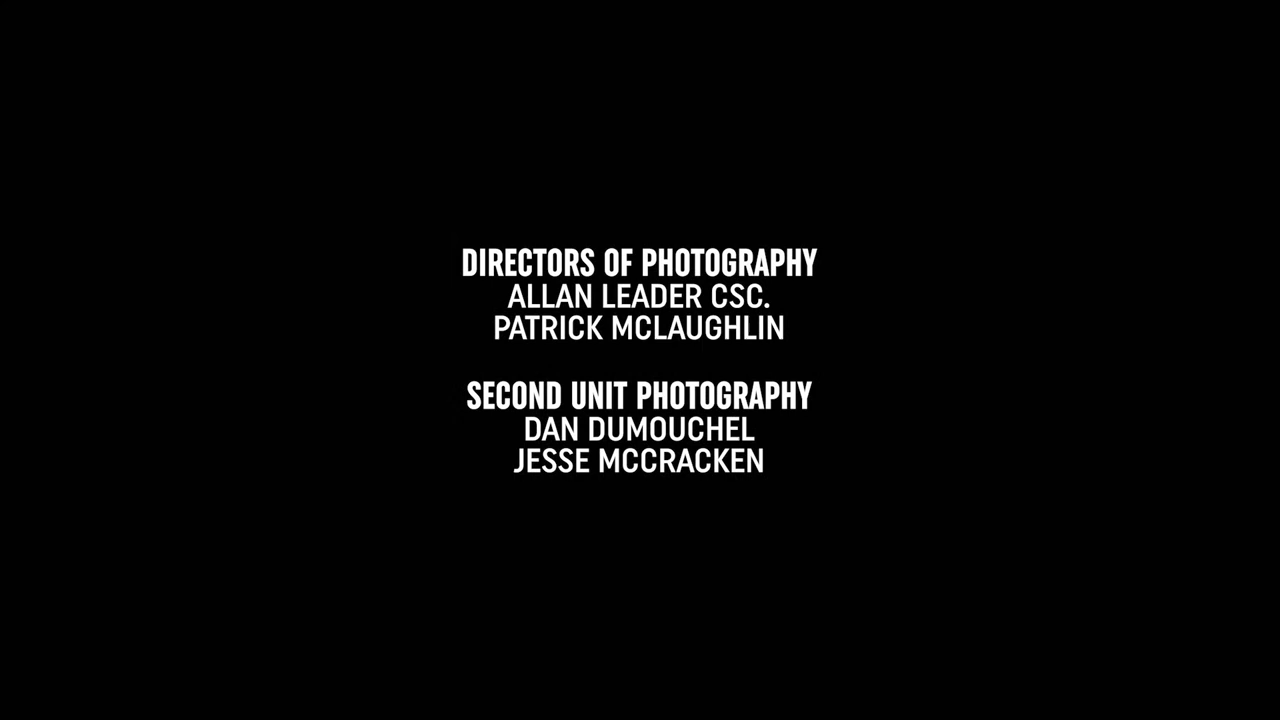 DIRECTORS OF PHOTOGRAPHY
ALLAN LEADER CSC.
PATRICK MCLAUGHLIN
SECOND UNIT PHOTOGRAPHY
DAN DUMOUCHEL
JESSE MCCRACKEN